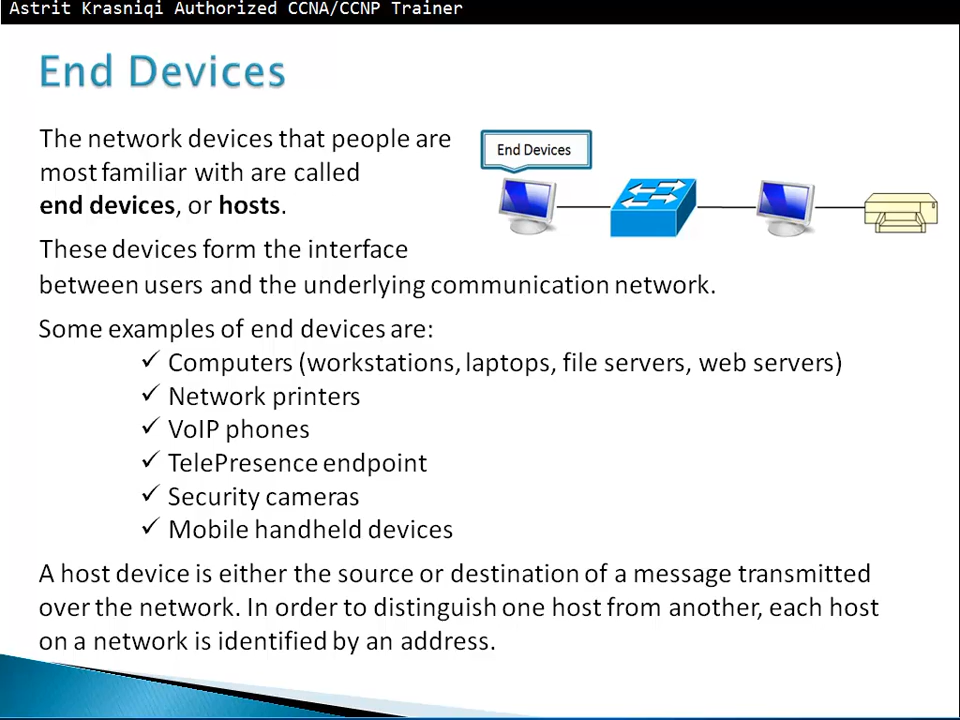 Astrit Krasniqi Authorized CCNA/CCNP Trainer
End Devices
The network devices that people are
most familiar with are called
end devices, or hosts.
End Devices
These devices form the interface
between users and the underlying communication network.
Some examples of end devices are:
✓ Computers (workstations, laptops, file servers, web servers)
✓ Network printers
✓ VoIP phones
✓ TelePresence endpoint
✓ Security cameras
✓ Mobile handheld devices
A host device is either the source or destination of a message transmitted
over the network. In order to distinguish one host from another, each host
on a network is identified by an address.